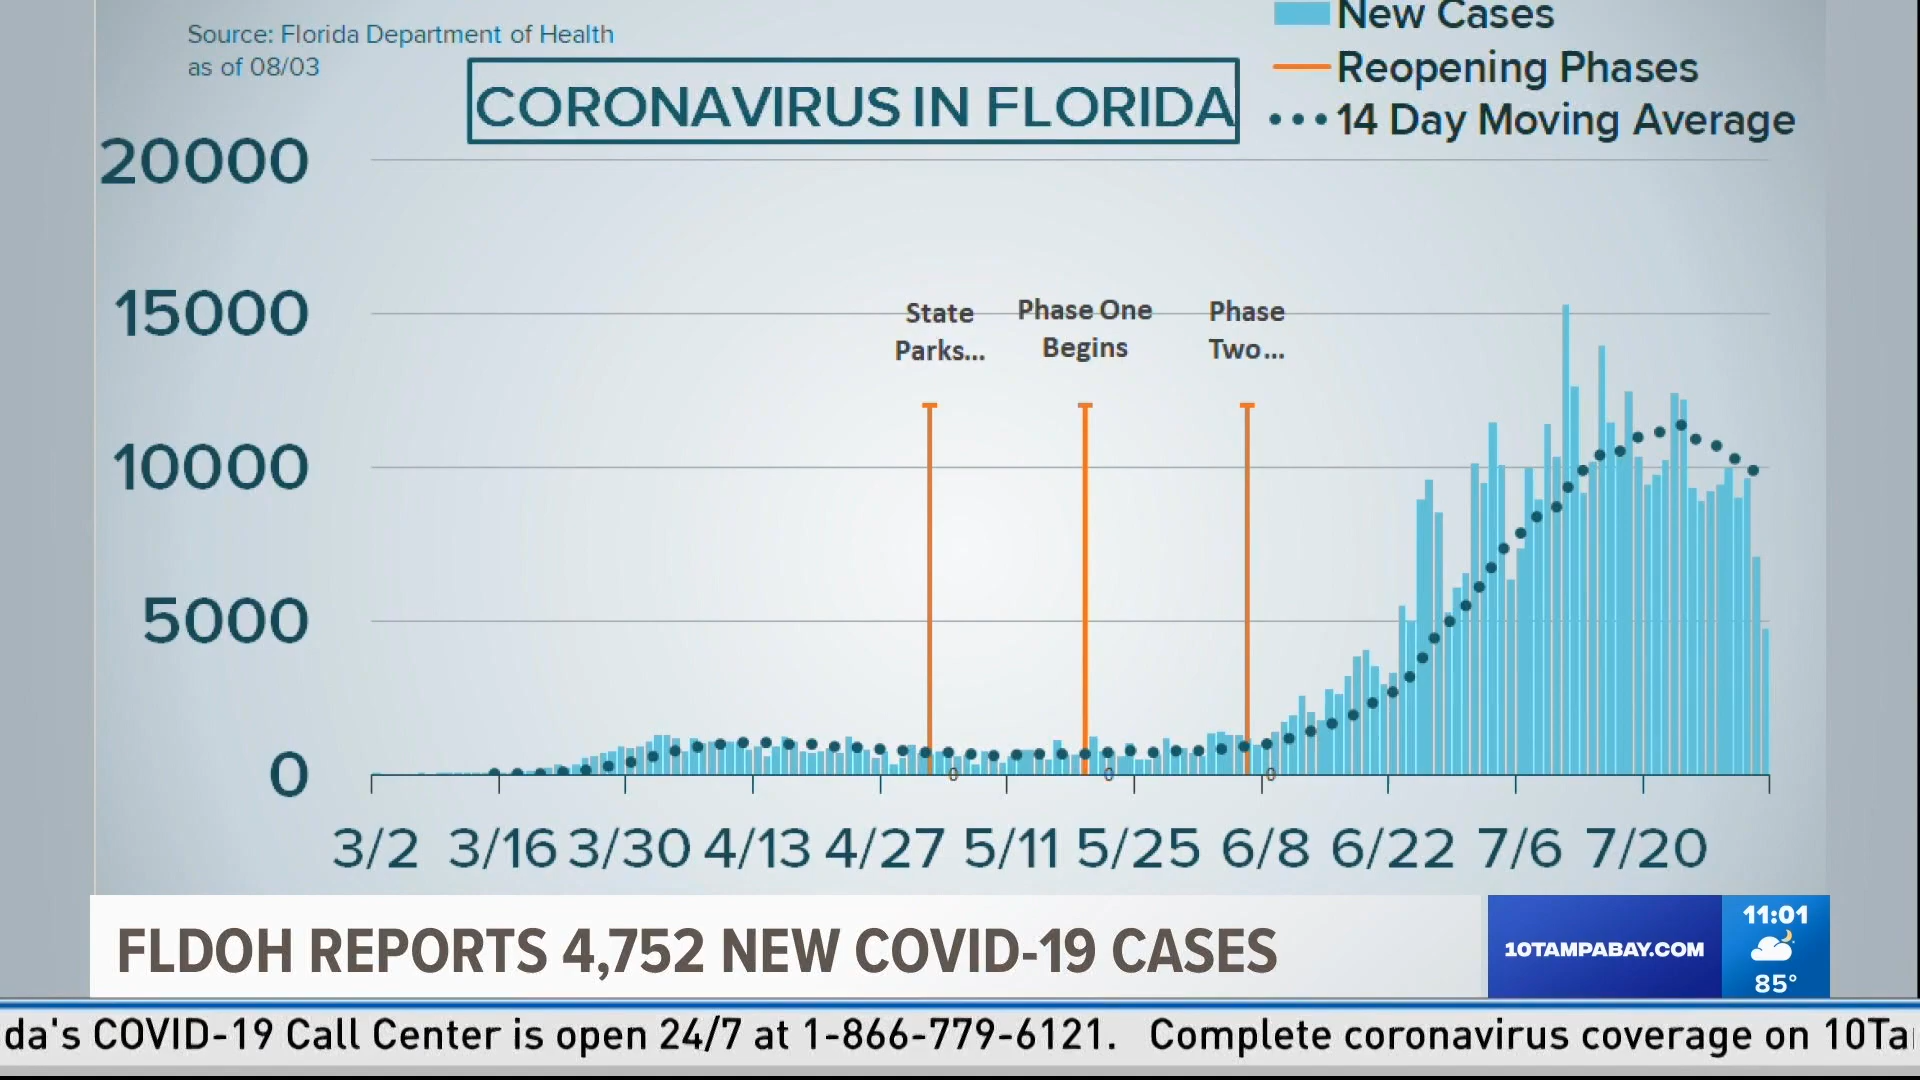 Source: Florida Department of Health
as of 08/03
CORONAVIRUS IN FLORIDA
New Cases
Reopening Phases
14 Day Moving Average
20000
15000
10000
5000
0
State
Parks...
Phase One
Begins
Phase
Two...
0
0
0
3/2 3/16 3/30 4/13 4/27 5/11 5/25 6/8 6/22 7/6 7/20
FLDOH REPORTS 4,752 NEW COVID-19 CASES
10TAMPABAY.COM
11:01
85°
da's COVID-19 Call Center is open 24/7 at 1-866-779-6121. Complete coronavirus coverage on 10Ta